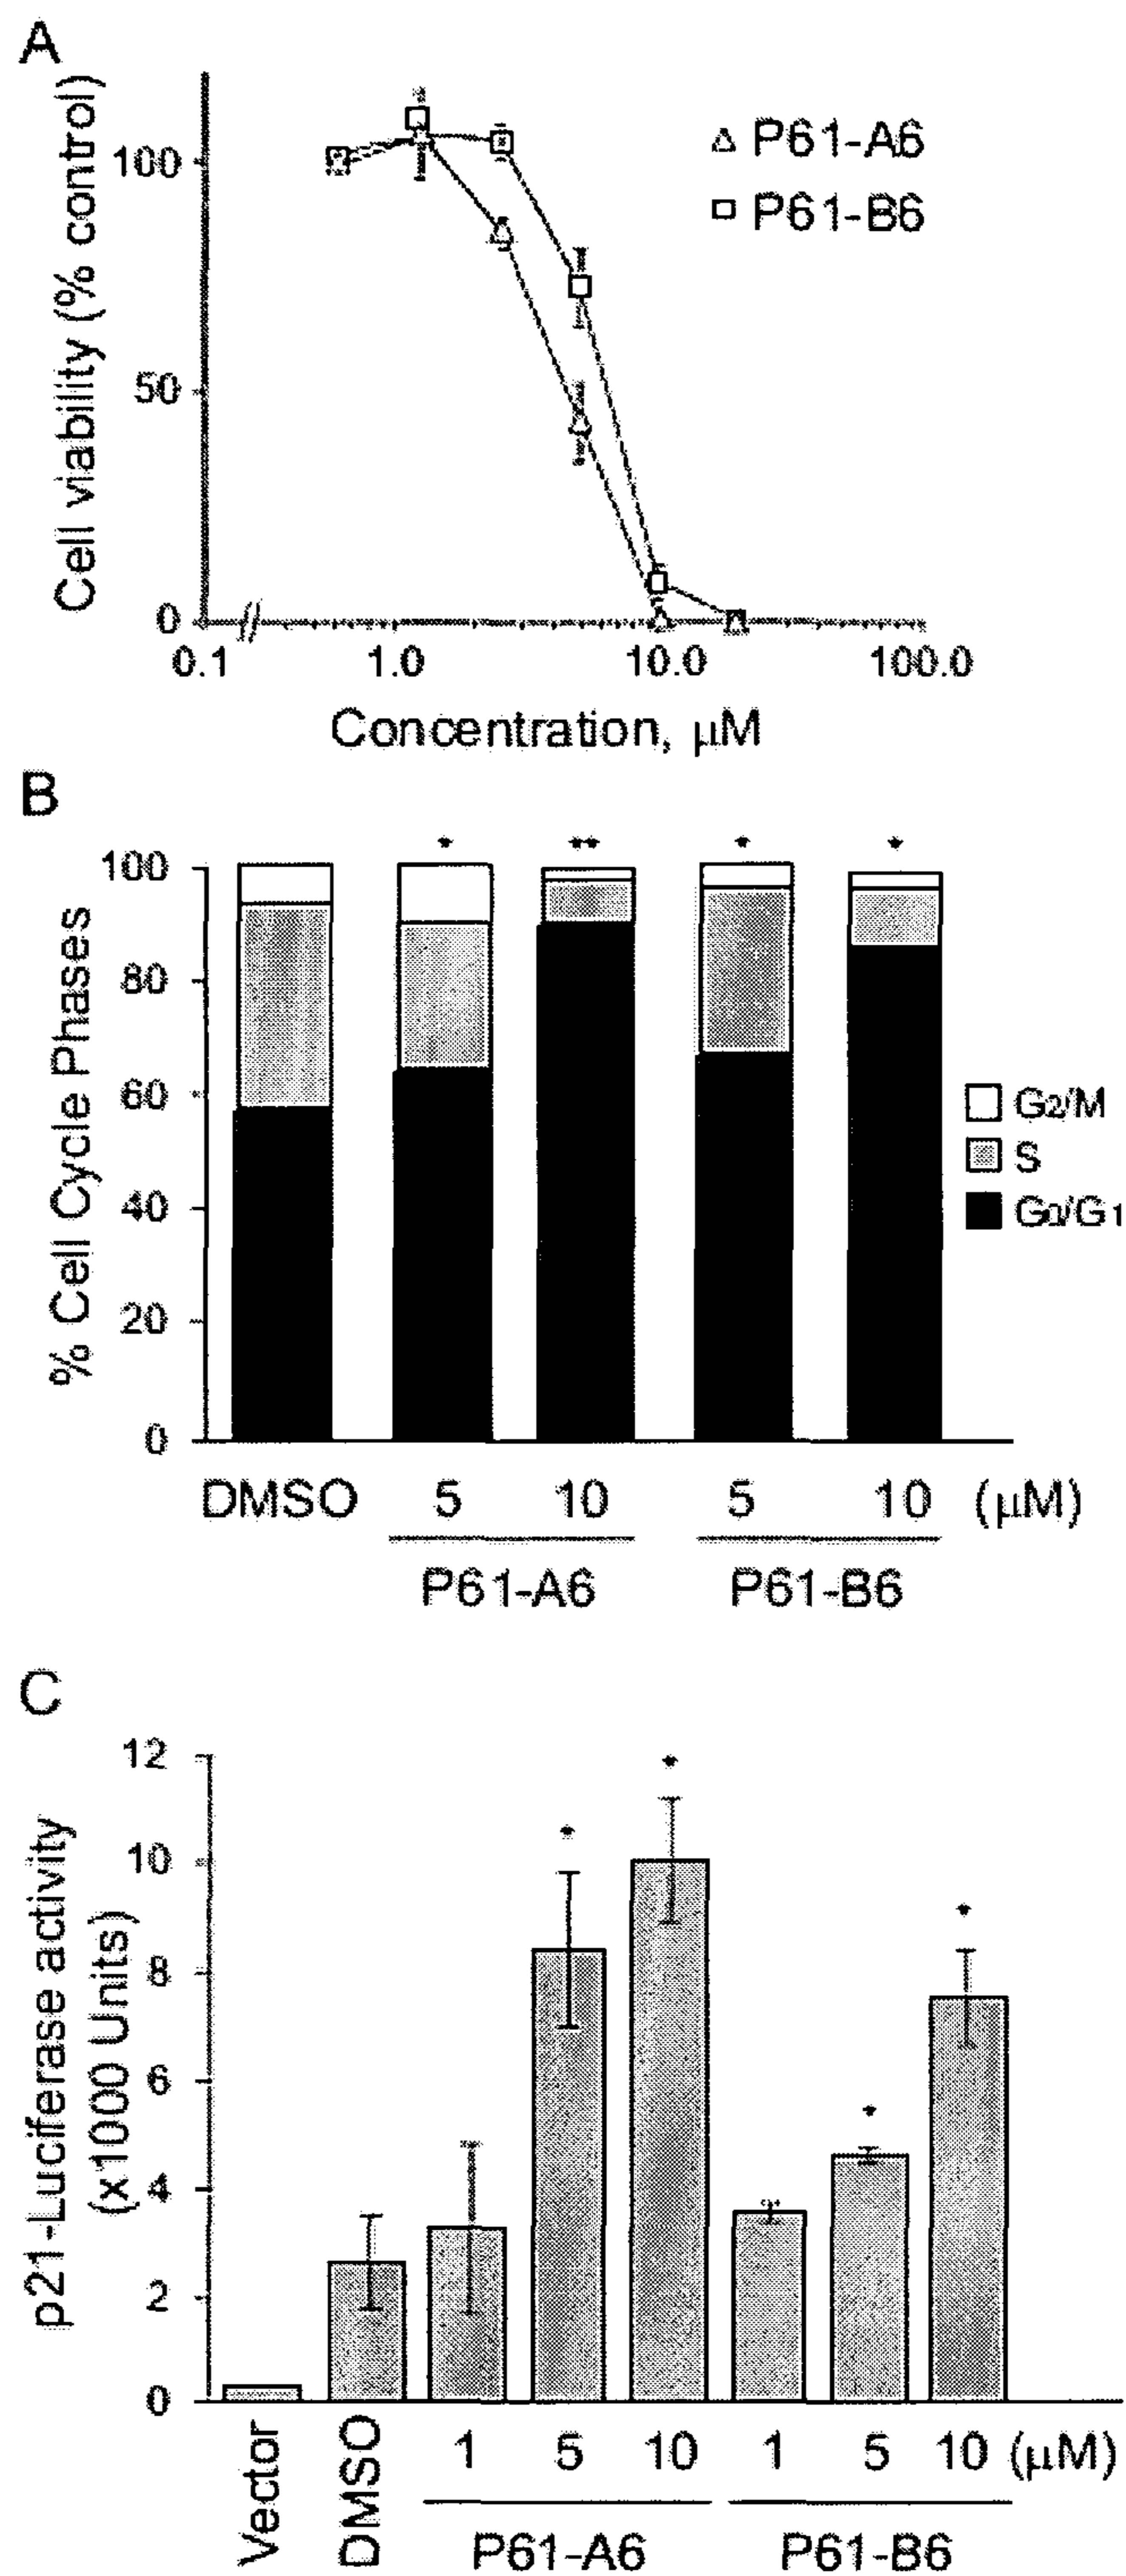 A
Cell viability (% control)
100
50
0
0.1 1.0 10.0 100.0
Concentration, μM
P61-A6
P61-B6
B
% Cell Cycle Phases
100
80
60
40
20
0
* ** * *
G2/M
S
G0/G1
DMSO 5 10 5 10 (μM)
P61-A6 P61-B6
C
p21-Luciferase activity
(x1000 Units)
12
10
8
6
4
2
0
* * * *
Vector DMSO 1 5 10 1 5 10 (μM)
P61-A6 P61-B6